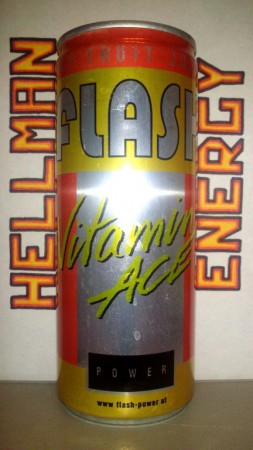 HELLMAN
ENERGY
FRUIT
FLASH
Vitamin
ACE
POWER
www.flash-power.at